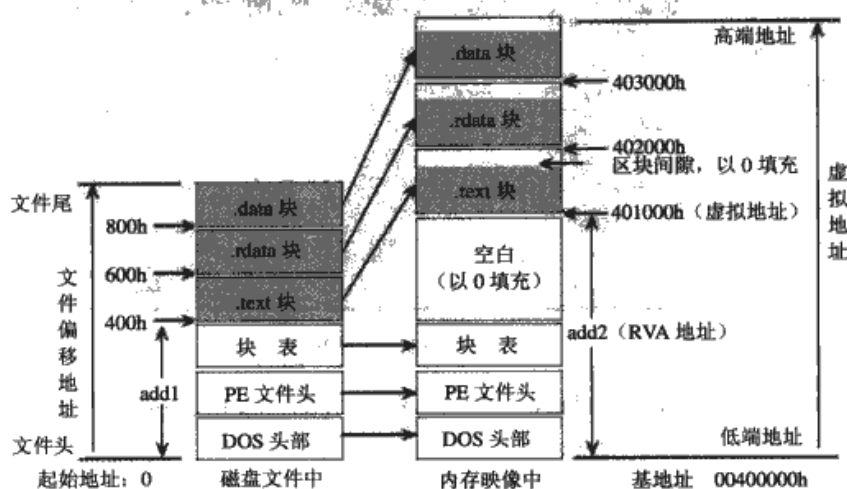 高端地址
.data 块
403000h
.rdata 块
402000h
区块间隙，以 0 填充
.text 块
401000h（虚拟地址）
虚拟地址
文件尾
.data 块
800h
.rdata 块
600h
.text 块
400h
文件偏移地址
空白
（以 0 填充）
add2（RVA 地址）
块 表
块 表
add1
PE 文件头
PE 文件头
文件头
DOS 头部
DOS 头部
低端地址
起始地址：0
磁盘文件中
内存映像中
基地址 00400000h